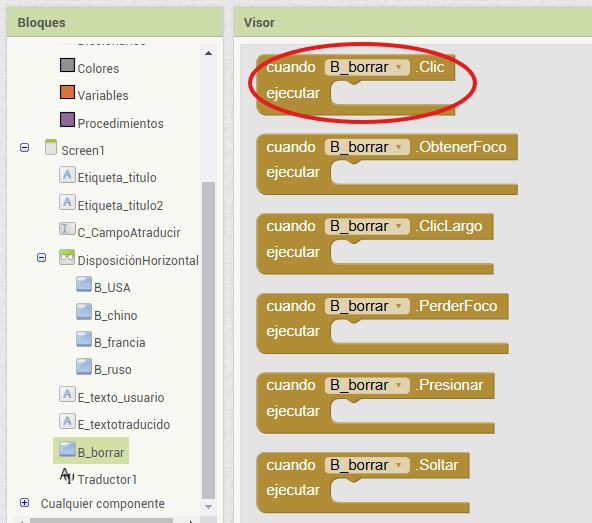 Bloques
Colores
Variables
Procedimientos
Screen1
Etiqueta_titulo
Etiqueta_titulo2
C_CampoAtraducir
DisposiciónHorizontal
B_USA
B_chino
B_francia
B_ruso
E_texto_usuario
E_textotraducido
B_borrar
Traductor1
Cualquier componente
Visor
cuando B_borrar .Clic
ejecutar
cuando B_borrar .ObtenerFoco
ejecutar
cuando B_borrar .ClicLargo
ejecutar
cuando B_borrar .PerderFoco
ejecutar
cuando B_borrar .Presionar
ejecutar
cuando B_borrar .Soltar
ejecutar